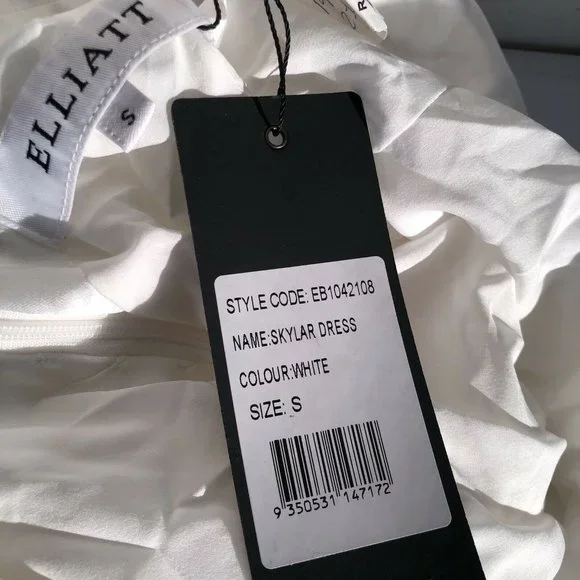 ELLIATT
S
STYLE CODE: EB1042108
NAME:SKYLAR DRESS
COLOUR:WHITE
SIZE: S
9 350531 147172